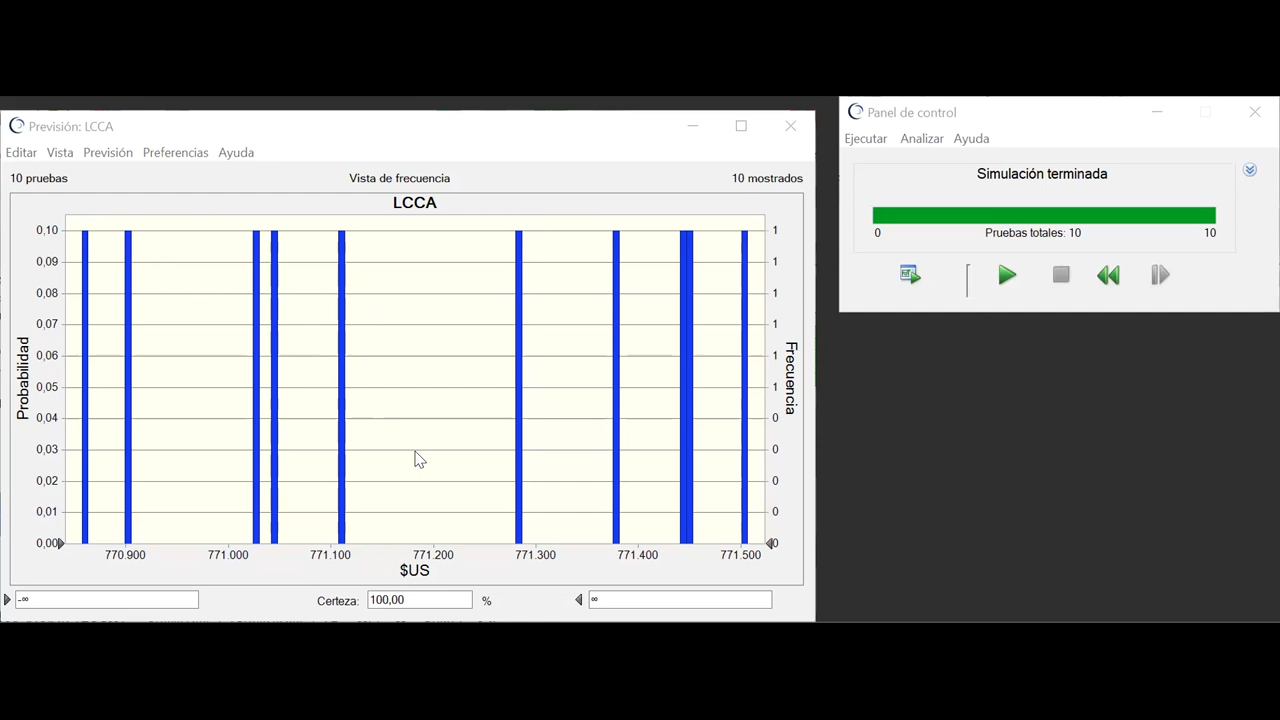 Previsión: LCCA
Editar Vista Previsión Preferencias Ayuda
10 pruebas Vista de frecuencia 10 mostrados
LCCA
0,10 1
0,09 1
0,08 1
0,07 1
0,06 1
0,05 1
0,04 0
0,03 0
0,02 0
0,01 0
0,00 0
Probabilidad
Frecuencia
770.900 771.000 771.100 771.200 771.300 771.400 771.500
$US
-∞ Certeza: 100,00 % ∞
Panel de control
Ejecutar Analizar Ayuda
Simulación terminada
0 Pruebas totales: 10 10